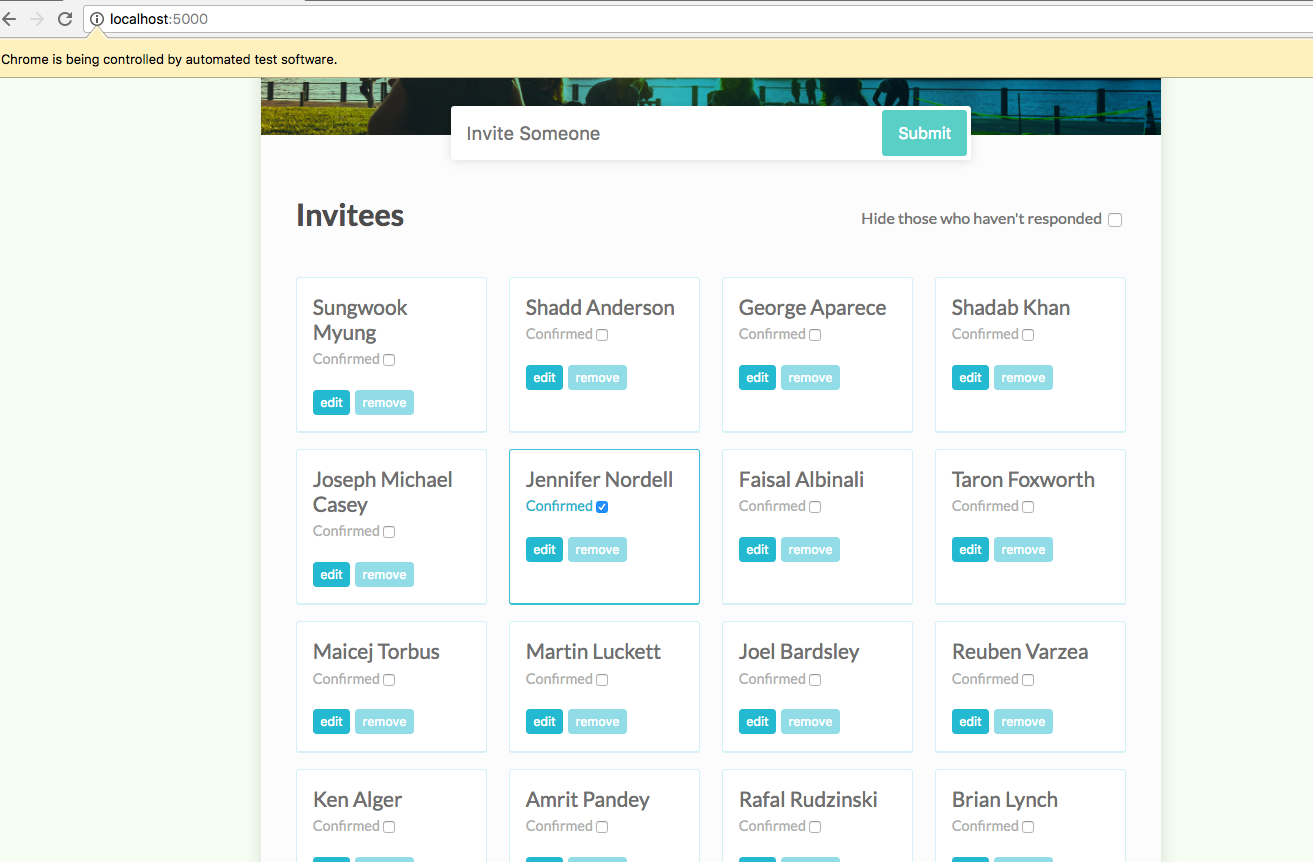 localhost:5000
Chrome is being controlled by automated test software.
Invite Someone
Submit
Invitees
Hide those who haven't responded
Sungwook
Myung
Confirmed
edit remove
Shadd Anderson
Confirmed
edit remove
George Aparece
Confirmed
edit remove
Shadab Khan
Confirmed
edit remove
Joseph Michael
Casey
Confirmed
edit remove
Jennifer Nordell
Confirmed
edit remove
Faisal Albinali
Confirmed
edit remove
Taron Foxworth
Confirmed
edit remove
Maicej Torbus
Confirmed
edit remove
Martin Luckett
Confirmed
edit remove
Joel Bardsley
Confirmed
edit remove
Reuben Varzea
Confirmed
edit remove
Ken Alger
Confirmed
Amrit Pandey
Confirmed
Rafal Rudzinski
Confirmed
Brian Lynch
Confirmed